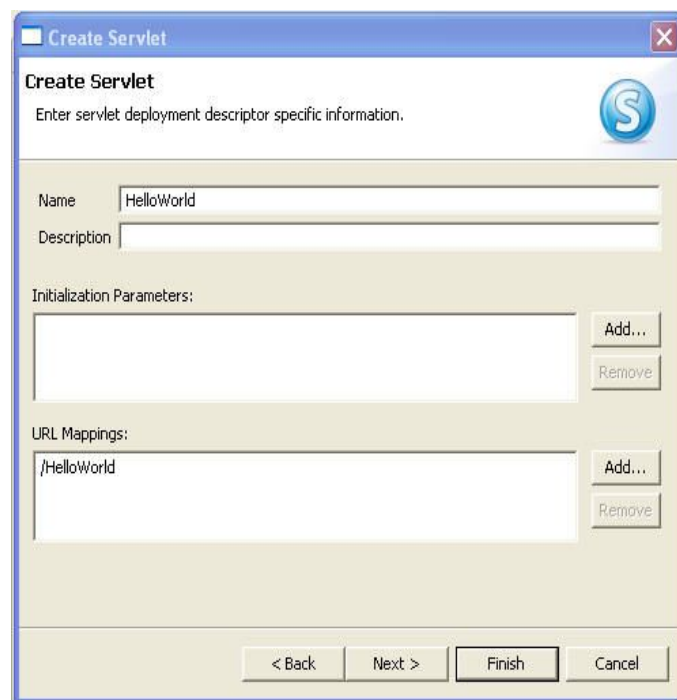 Create Servlet
Create Servlet
Enter servlet deployment descriptor specific information.
S
Name HelloWorld
Description
Initialization Parameters:
Add...
Remove
URL Mappings:
/HelloWorld
Add...
Remove
< Back Next > Finish Cancel